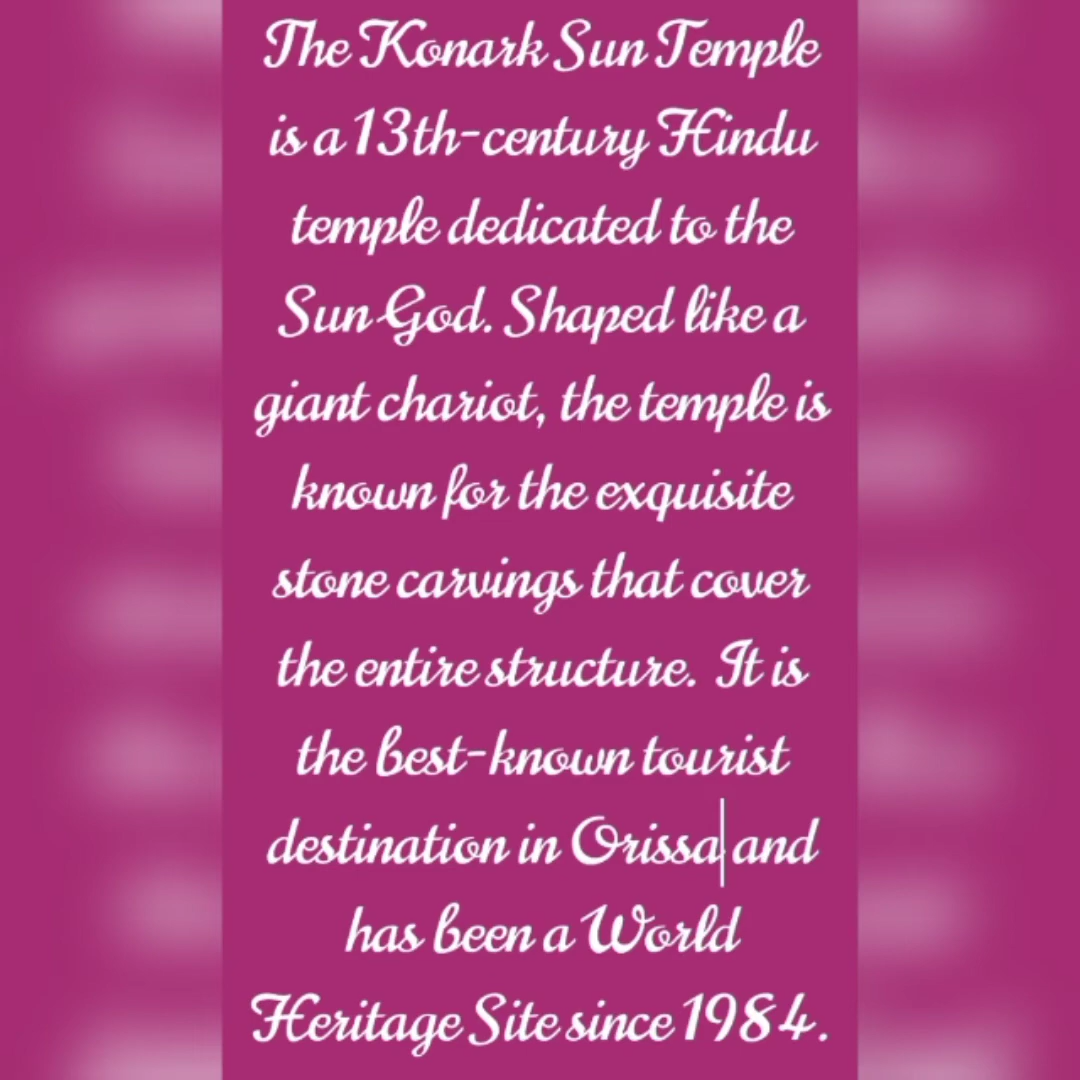 The Konark Sun Temple
is a 13th-century Hindu
temple dedicated to the
Sun God. Shaped like a
giant chariot, the temple is
known for the exquisite
stone carvings that cover
the entire structure. It is
the best-known tourist
destination in Orissa and
has been a World
Heritage Site since 1984.